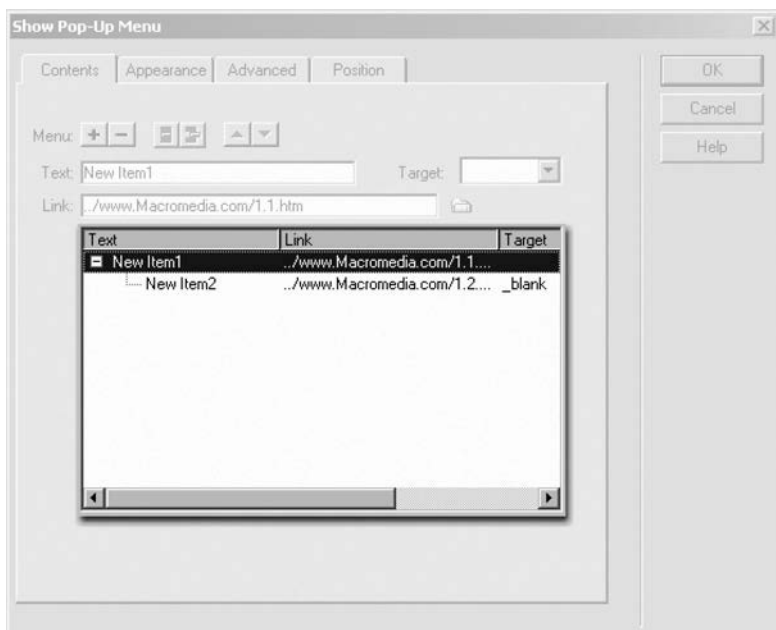 Show Pop-Up Menu
Contents Appearance Advanced Position
OK
Cancel
Help
Menu:
Text: New Item1 Target:
Link: ../www.Macromedia.com/1.1.htm
Text Link Target
New Item1 ../www.Macromedia.com/1.1....
New Item2 ../www.Macromedia.com/1.2.... _blank